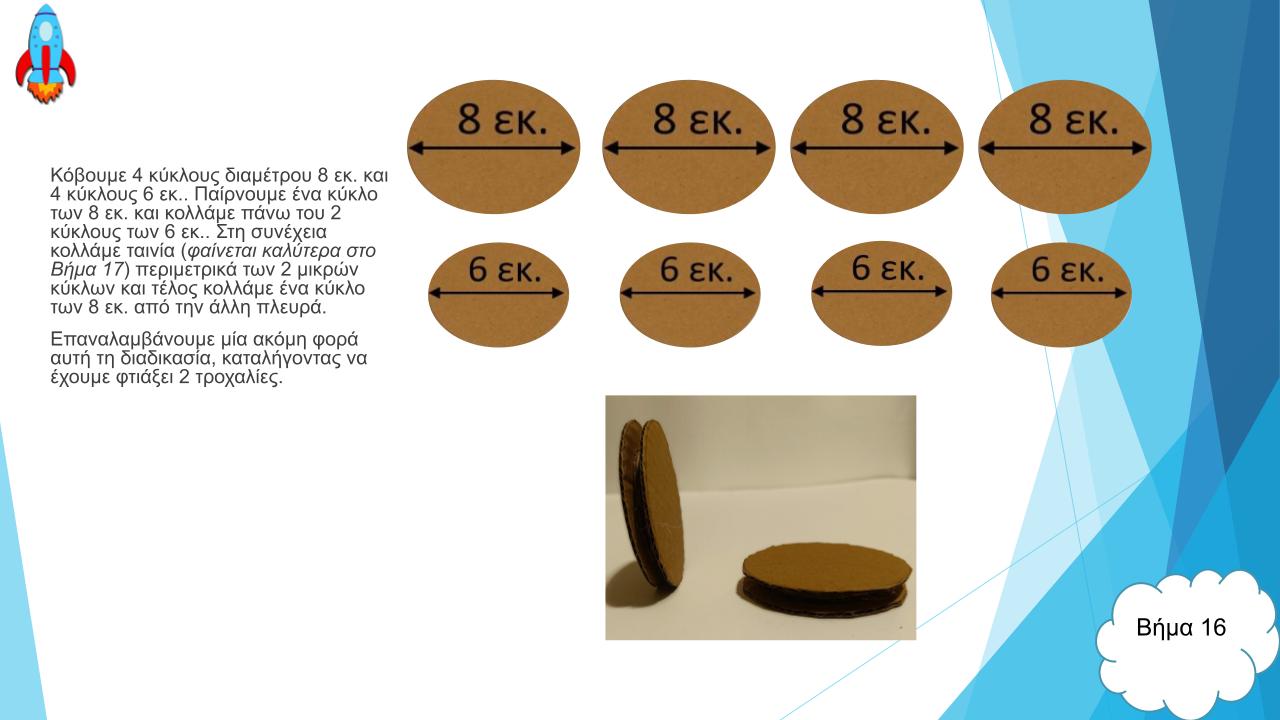 8 εκ.
8 εκ.
8 εκ.
8 εκ.
Κόβουμε 4 κύκλους διαμέτρου 8 εκ. και
4 κύκλους 6 εκ.. Παίρνουμε ένα κύκλο
των 8 εκ. και κολλάμε πάνω του 2
κύκλους των 6 εκ.. Στη συνέχεια
κολλάμε ταινία (φαίνεται καλύτερα στο
Βήμα 17) περιμετρικά των 2 μικρών
κύκλων και τέλος κολλάμε ένα κύκλο
των 8 εκ. από την άλλη πλευρά.
Επαναλαμβάνουμε μία ακόμη φορά
αυτή τη διαδικασία, καταλήγοντας να
έχουμε φτιάξει 2 τροχαλίες.
6 εκ.
6 εκ.
6 εκ.
6 εκ.
Βήμα 16